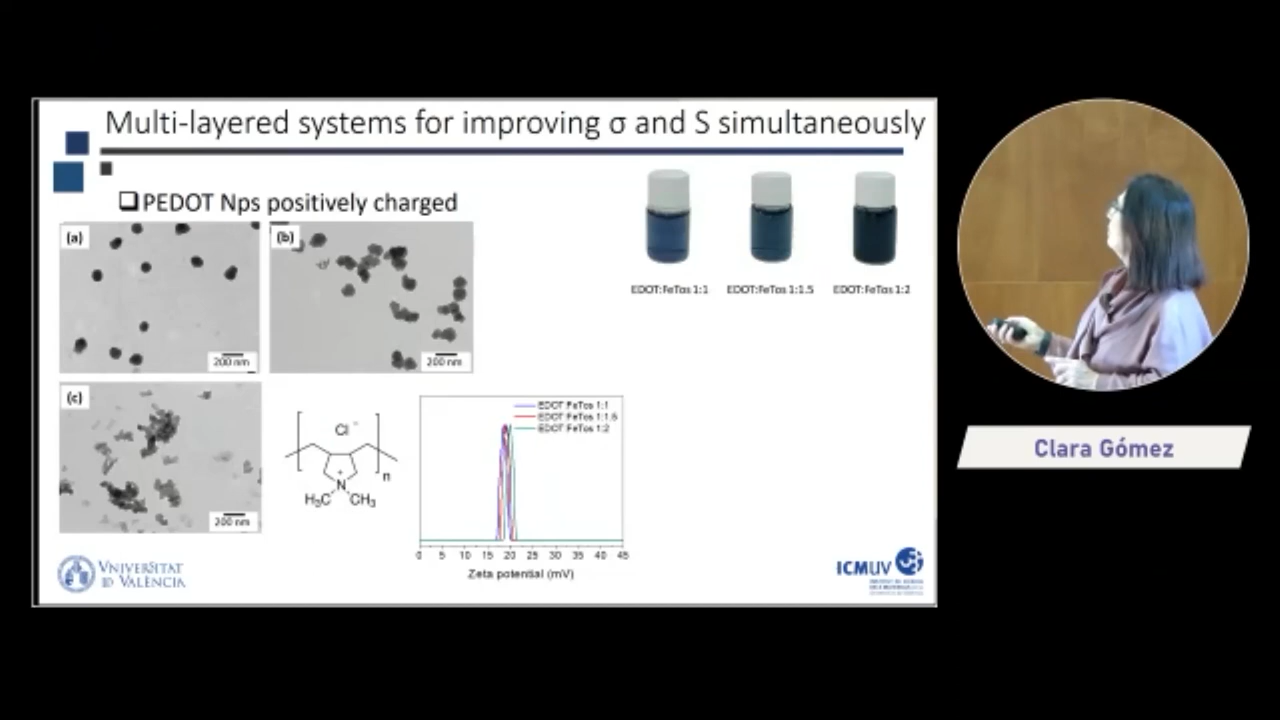 Multi-layered systems for improving σ and S simultaneously
PEDOT Nps positively charged
(a)
200 nm
(b)
200 nm
EDOT:FeTos 1:1
EDOT:FeTos 1:1.5
EDOT:FeTos 1:2
(c)
200 nm
Cl⁻
+
N
n
H₃C
CH₃
EDOT FeTos 1:1
EDOT FeTos 1:1.5
EDOT FeTos 1:2
0 5 10 15 20 25 30 35 40 45
Zeta potential (mV)
VNIVERSITAT
ID VALÈNCIA
ICMUV
Clara Gómez